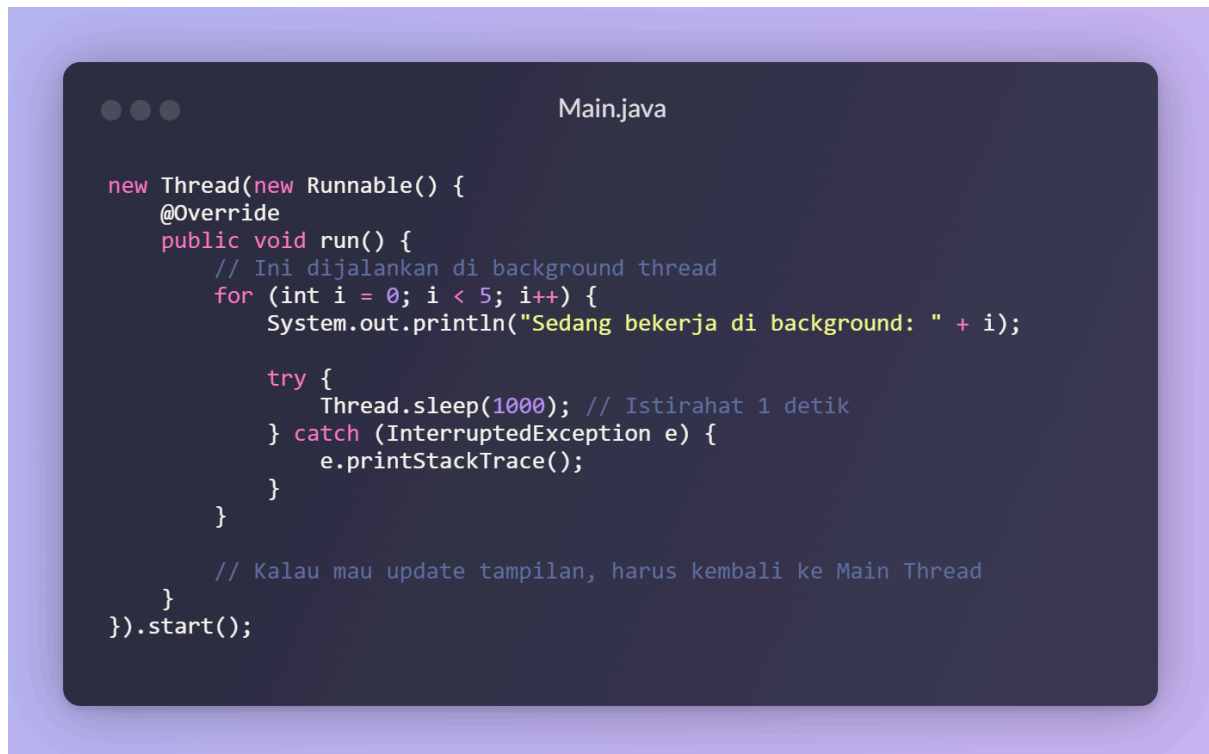 Main.java
new Thread(new Runnable() {
    @Override
    public void run() {
        // Ini dijalankan di background thread
        for (int i = 0; i < 5; i++) {
            System.out.println("Sedang bekerja di background: " + i);
            try {
                Thread.sleep(1000); // Istirahat 1 detik
            } catch (InterruptedException e) {
                e.printStackTrace();
            }
        }
        // Kalau mau update tampilan, harus kembali ke Main Thread
    }
}).start();